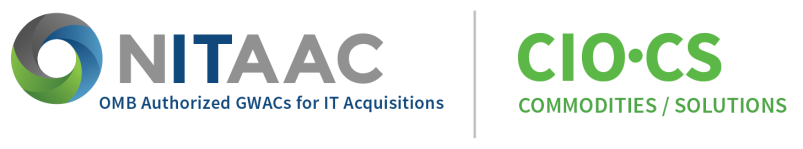 NITAAC
OMB Authorized GWACs for IT Acquisitions
CIO•CS
COMMODITIES / SOLUTIONS